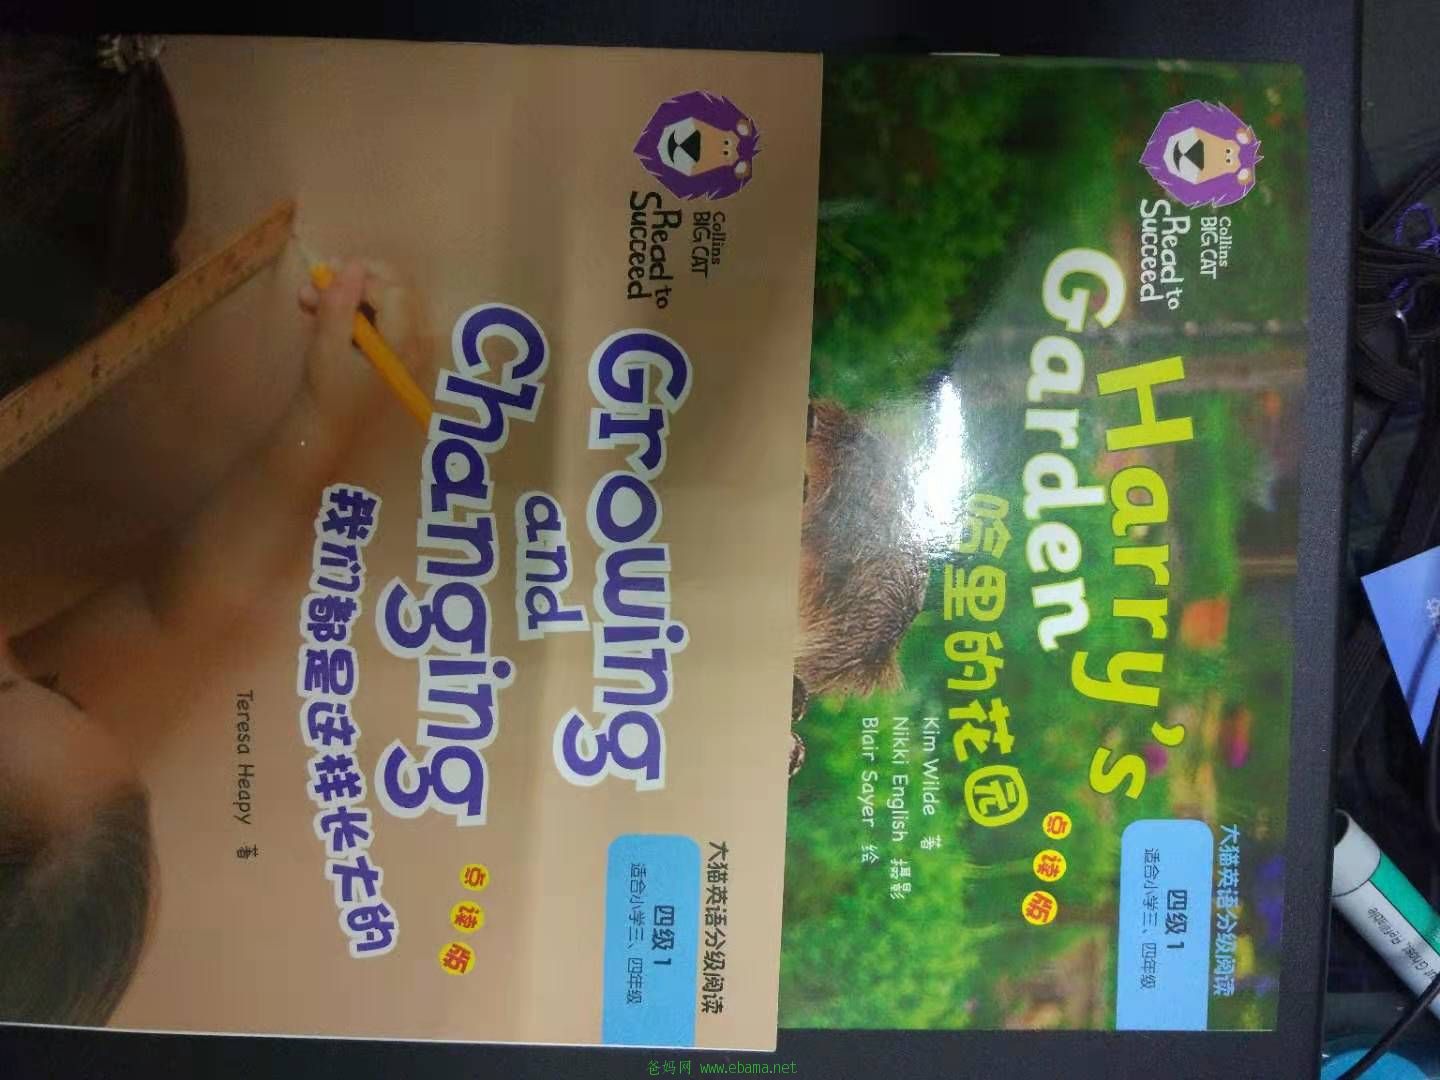 Collins
BIG CAT
Read to
Succeed
大猫英语分级阅读
四级 1
适合小学三、四年级
Harry's
Garden
哈里的花园
点读版
Kim Wilde 著
Nikki English 摄影
Blair Sayer 绘
Collins
BIG CAT
Read to
Succeed
大猫英语分级阅读
四级 1
适合小学三、四年级
Growing
and
Changing
我们都是这样长大的
点读版
Teresa Heapy 著
Refillable
爸妈网 www.ebama.net